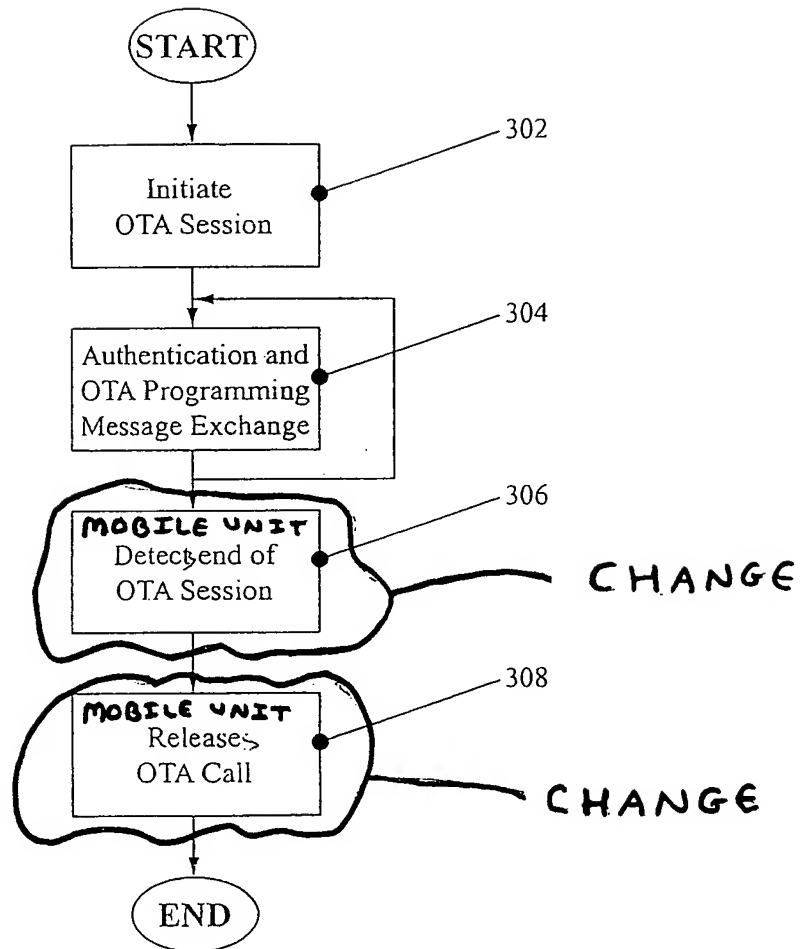 START
302
Initiate
OTA Session
304
Authentication and
OTA Programming
Message Exchange
306
MOBILE UNIT
Detects end of
OTA Session
CHANGE
308
MOBILE UNIT
Releases
OTA Call
CHANGE
END